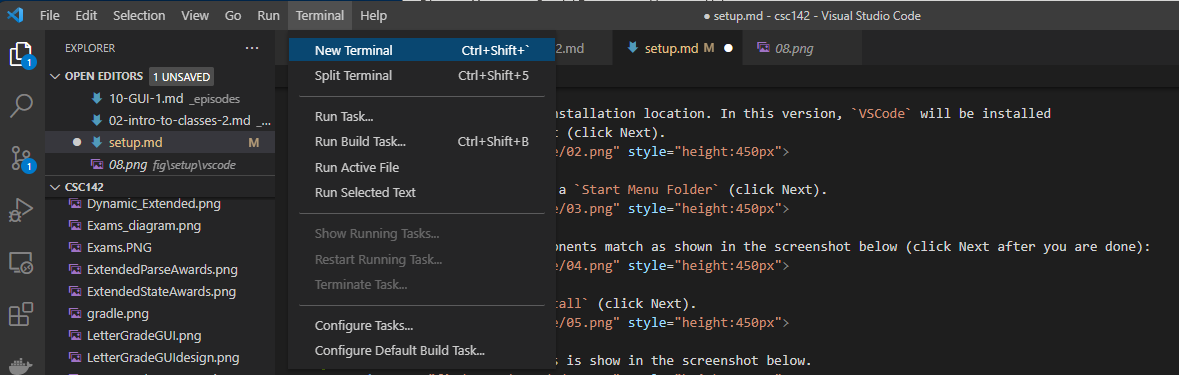 File Edit Selection View Go Run Terminal Help
● setup.md - csc142 - Visual Studio Code
EXPLORER ...
OPEN EDITORS 1 UNSAVED
10-GUI-1.md _episodes
02-intro-to-classes-2.md _...
setup.md M
08.png fig\setup\vscode
CSC142
Dynamic_Extended.png
Exams_diagram.png
Exams.PNG
ExtendedParseAwards.png
ExtendedStateAwards.png
gradle.png
LetterGradeGUI.png
LetterGradeGUIdesign.png
1
1
New Terminal Ctrl+Shift+`
Split Terminal Ctrl+Shift+5
Run Task...
Run Build Task... Ctrl+Shift+B
Run Active File
Run Selected Text
Show Running Tasks...
Restart Running Task...
Terminate Task...
Configure Tasks...
Configure Default Build Task...
2.md setup.md M 08.png
nstallation location. In this version, `VSCode` will be installed
t (click Next).
e/02.png" style="height:450px">
a `Start Menu Folder` (click Next).
e/03.png" style="height:450px">
onents match as shown in the screenshot below (click Next after you are done):
e/04.png" style="height:450px">
tall` (click Next).
e/05.png" style="height:450px">
s is show in the screenshot below.